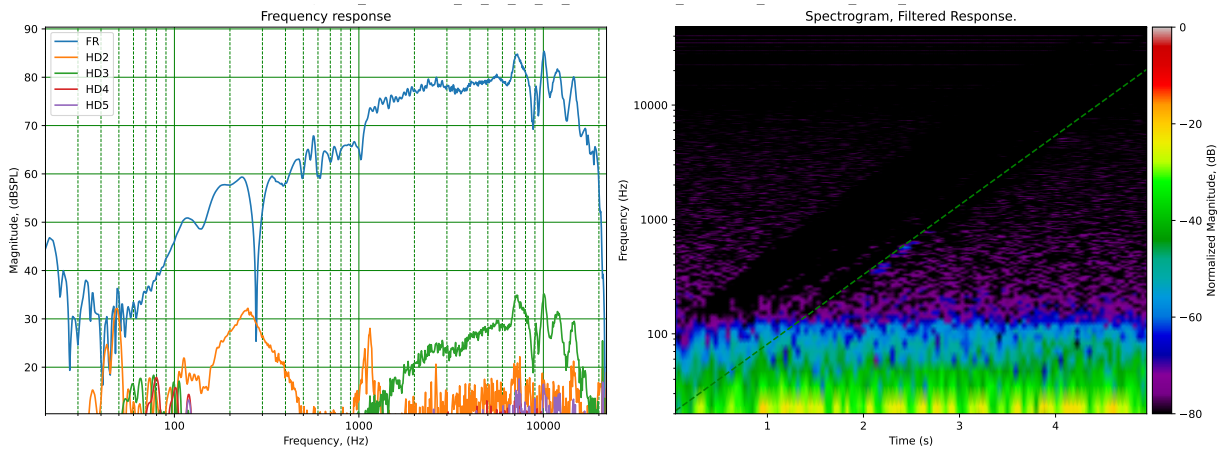 Frequency response
90
80
70
60
50
40
30
20
Magnitude, (dBSPL)
FR
HD2
HD3
HD4
HD5
100
1000
10000
Frequency, (Hz)
Spectrogram, Filtered Response.
10000
1000
100
Frequency (Hz)
1
2
3
4
Time (s)
0
−20
−40
−60
−80
Normalized Magnitude, (dB)